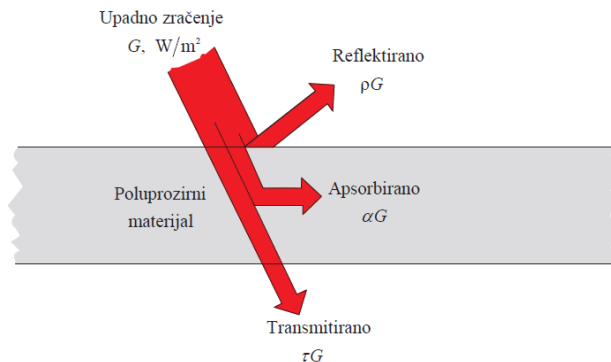 Upadno zračenje
G, W/m²
Reflektirano
ρG
Poluprozirni
materijal
Apsorbirano
αG
Transmitirano
τG